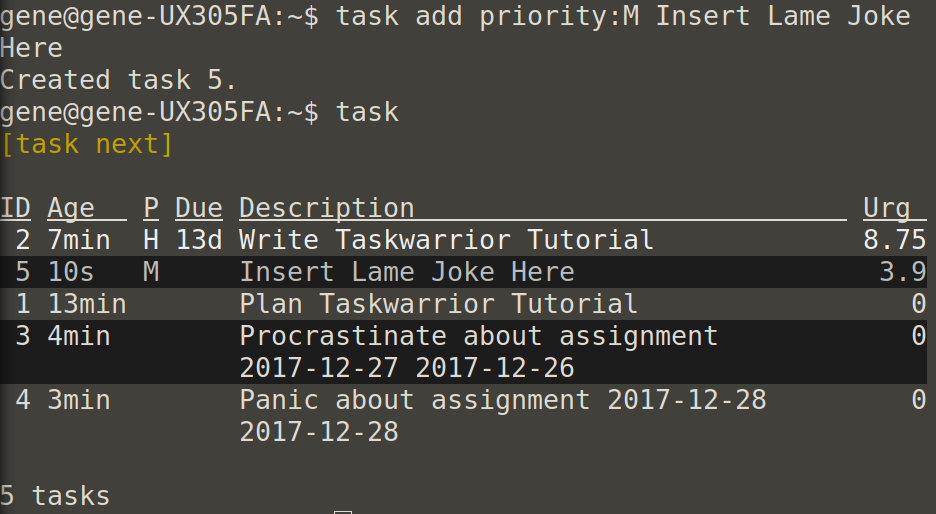 gene@gene-UX305FA:~$ task add priority:M Insert Lame Joke
Here
Created task 5.
gene@gene-UX305FA:~$ task
[task next]
ID Age P Due Description Urg
2 7min H 13d Write Taskwarrior Tutorial 8.75
5 10s M Insert Lame Joke Here 3.9
1 13min Plan Taskwarrior Tutorial 0
3 4min Procrastinate about assignment 0
2017-12-27 2017-12-26
4 3min Panic about assignment 2017-12-28 0
2017-12-28
5 tasks